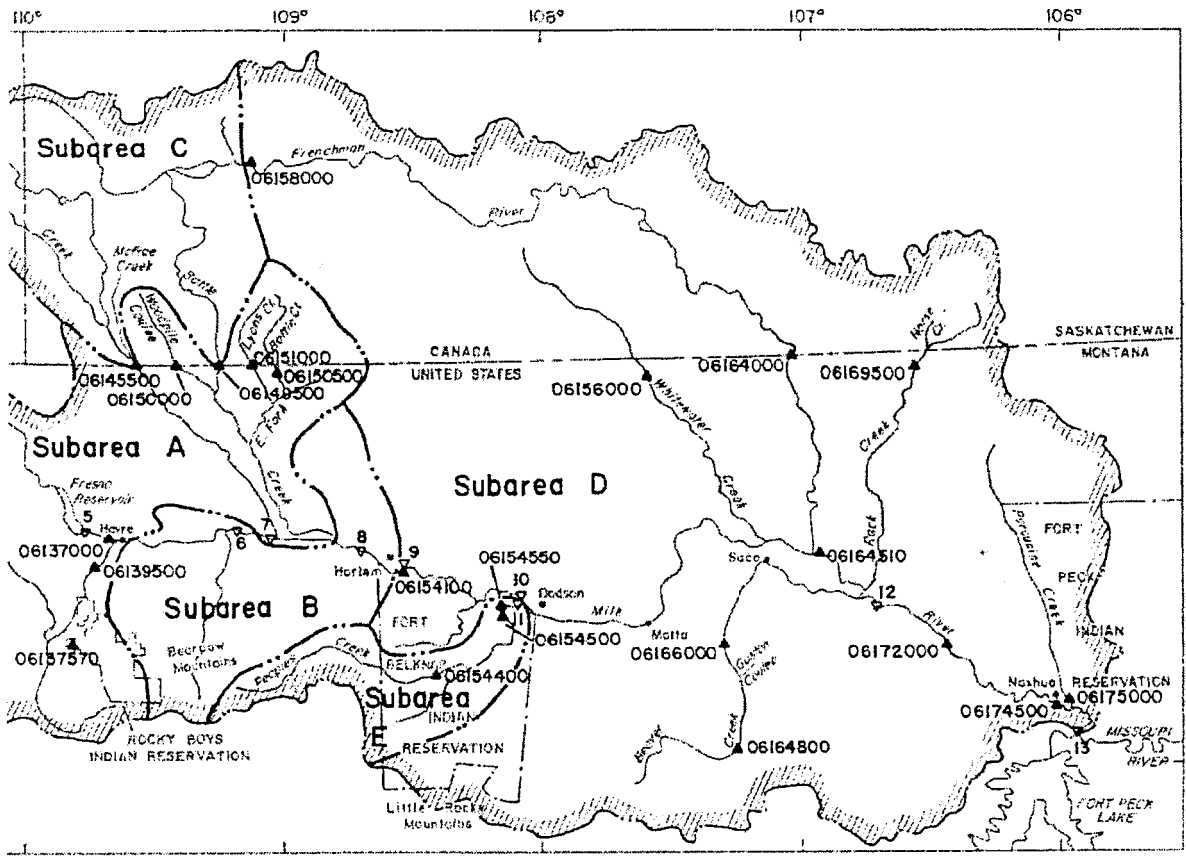 110°
109°
108°
107°
106°
Subarea C
Frenchman
River
06158000
Creek
McRae
Creek
Battle
Woodpile
Coulee
Lyons Cr.
Battle Cr.
Horse
Cr.
SASKATCHEWAN
MONTANA
CANADA
UNITED STATES
06145500
06150000
06151000
06150500
06149500
06156000
06164000
06169500
E. Fork
Creek
Whitewater
Creek
Rock
Creek
Porcupine
Creek
Subarea A
Subarea D
Fresno
Reservoir
5
Havre
6
7
8
9
Harlem
06137000
06139500
06137570
06154100
06154550
10
Dodson
06154500
06154400
Subarea B
Bearpaw
Mountains
Peoples
Creek
FORT
BELKNAP
INDIAN
RESERVATION
Subarea
E
Milk
River
Malta
Saco
06164510
12
06166000
Creek
Beaver
06164800
06172000
FORT
PECK
INDIAN
RESERVATION
Nashua
06175000
06174500
13
MISSOURI
RIVER
FORT PECK
LAKE
ROCKY BOYS
INDIAN RESERVATION
Little Rocky
Mountains